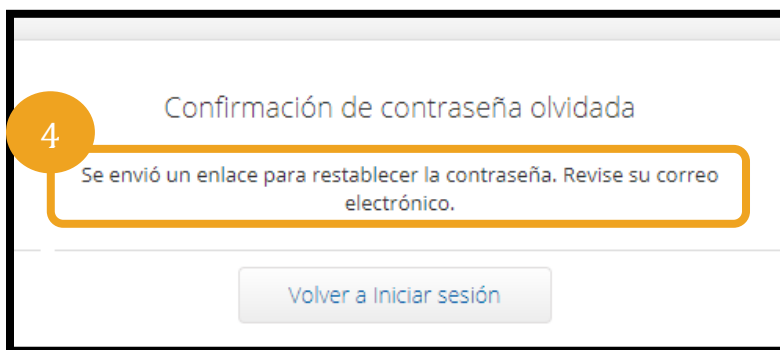 Confirmación de contraseña olvidada
4
Se envió un enlace para restablecer la contraseña. Revise su correo
electrónico.
Volver a Iniciar sesión